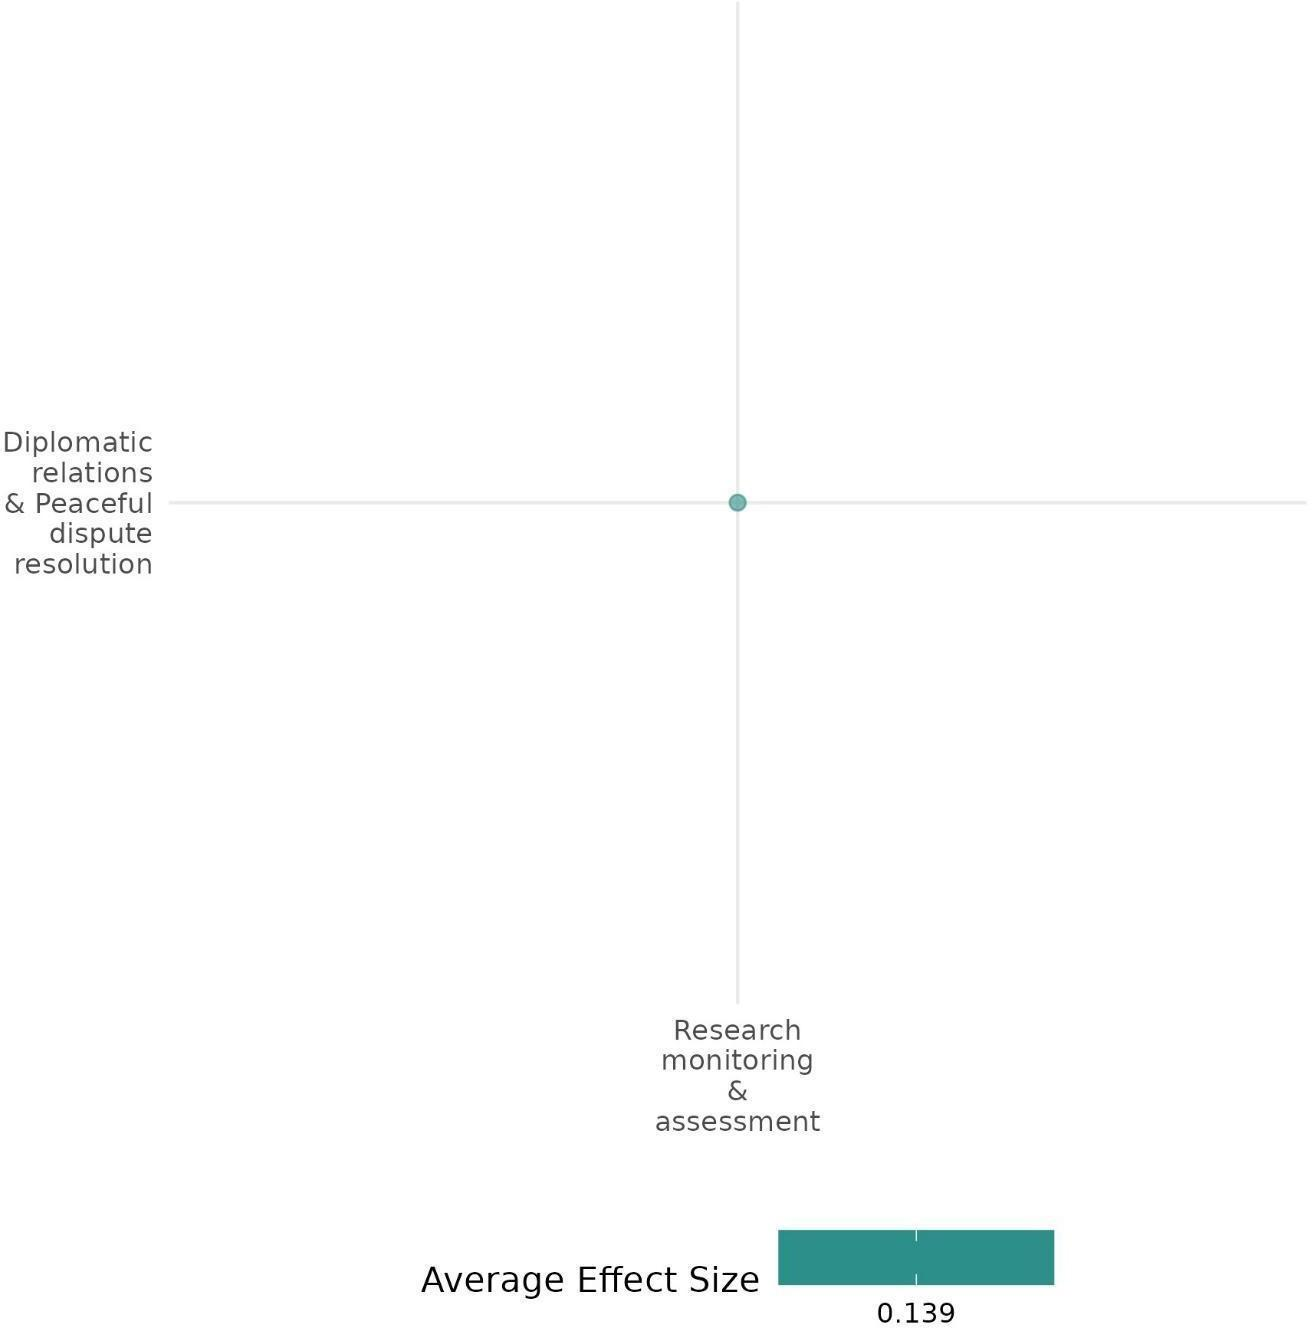 Diplomatic
relations
& Peaceful
dispute
resolution
Research
monitoring
&
assessment
Average Effect Size
0.139